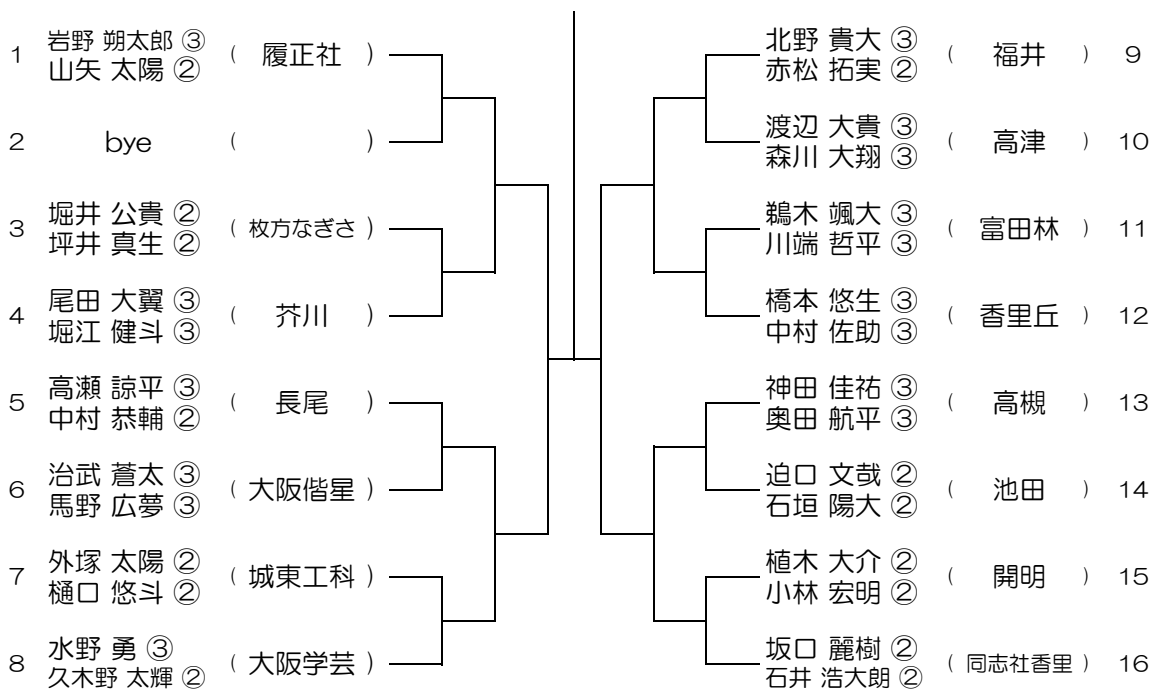 1 岩野 朔太郎 ③ ( 履正社 )
山矢 太陽 ②
2 bye ( )
3 堀井 公貴 ② ( 枚方なぎさ )
坪井 真生 ②
4 尾田 大翼 ③ ( 芥川 )
堀江 健斗 ③
5 高瀬 諒平 ③ ( 長尾 )
中村 恭輔 ②
6 治武 蒼太 ③ ( 大阪偕星 )
馬野 広夢 ③
7 外塚 太陽 ② ( 城東工科 )
樋口 悠斗 ②
8 水野 勇 ③ ( 大阪学芸 )
久木野 太輝 ②
北野 貴大 ③ ( 福井 ) 9
赤松 拓実 ②
渡辺 大貴 ③ ( 高津 ) 10
森川 大翔 ③
鵜木 颯大 ③ ( 富田林 ) 11
川端 哲平 ③
橋本 悠生 ③ ( 香里丘 ) 12
中村 佐助 ③
神田 佳祐 ③ ( 高槻 ) 13
奥田 航平 ③
迫口 文哉 ② ( 池田 ) 14
石垣 陽大 ②
植木 大介 ② ( 開明 ) 15
小林 宏明 ②
坂口 麗樹 ② ( 同志社香里 ) 16
石井 浩大朗 ②